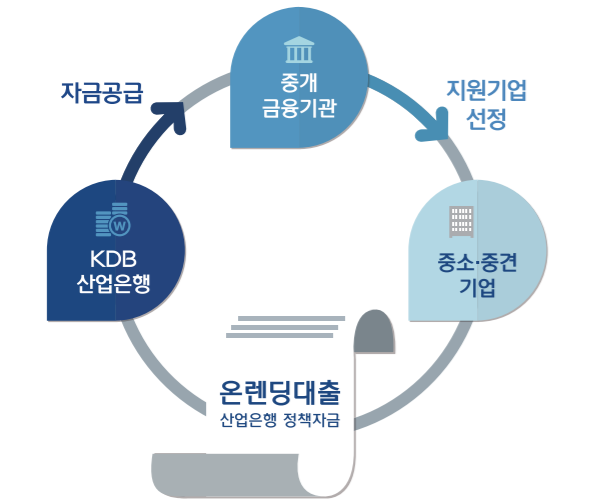 중개
금융기관
자금공급
지원기업
선정
W
KDB
산업은행
중소·중견
기업
온렌딩대출
산업은행 정책자금